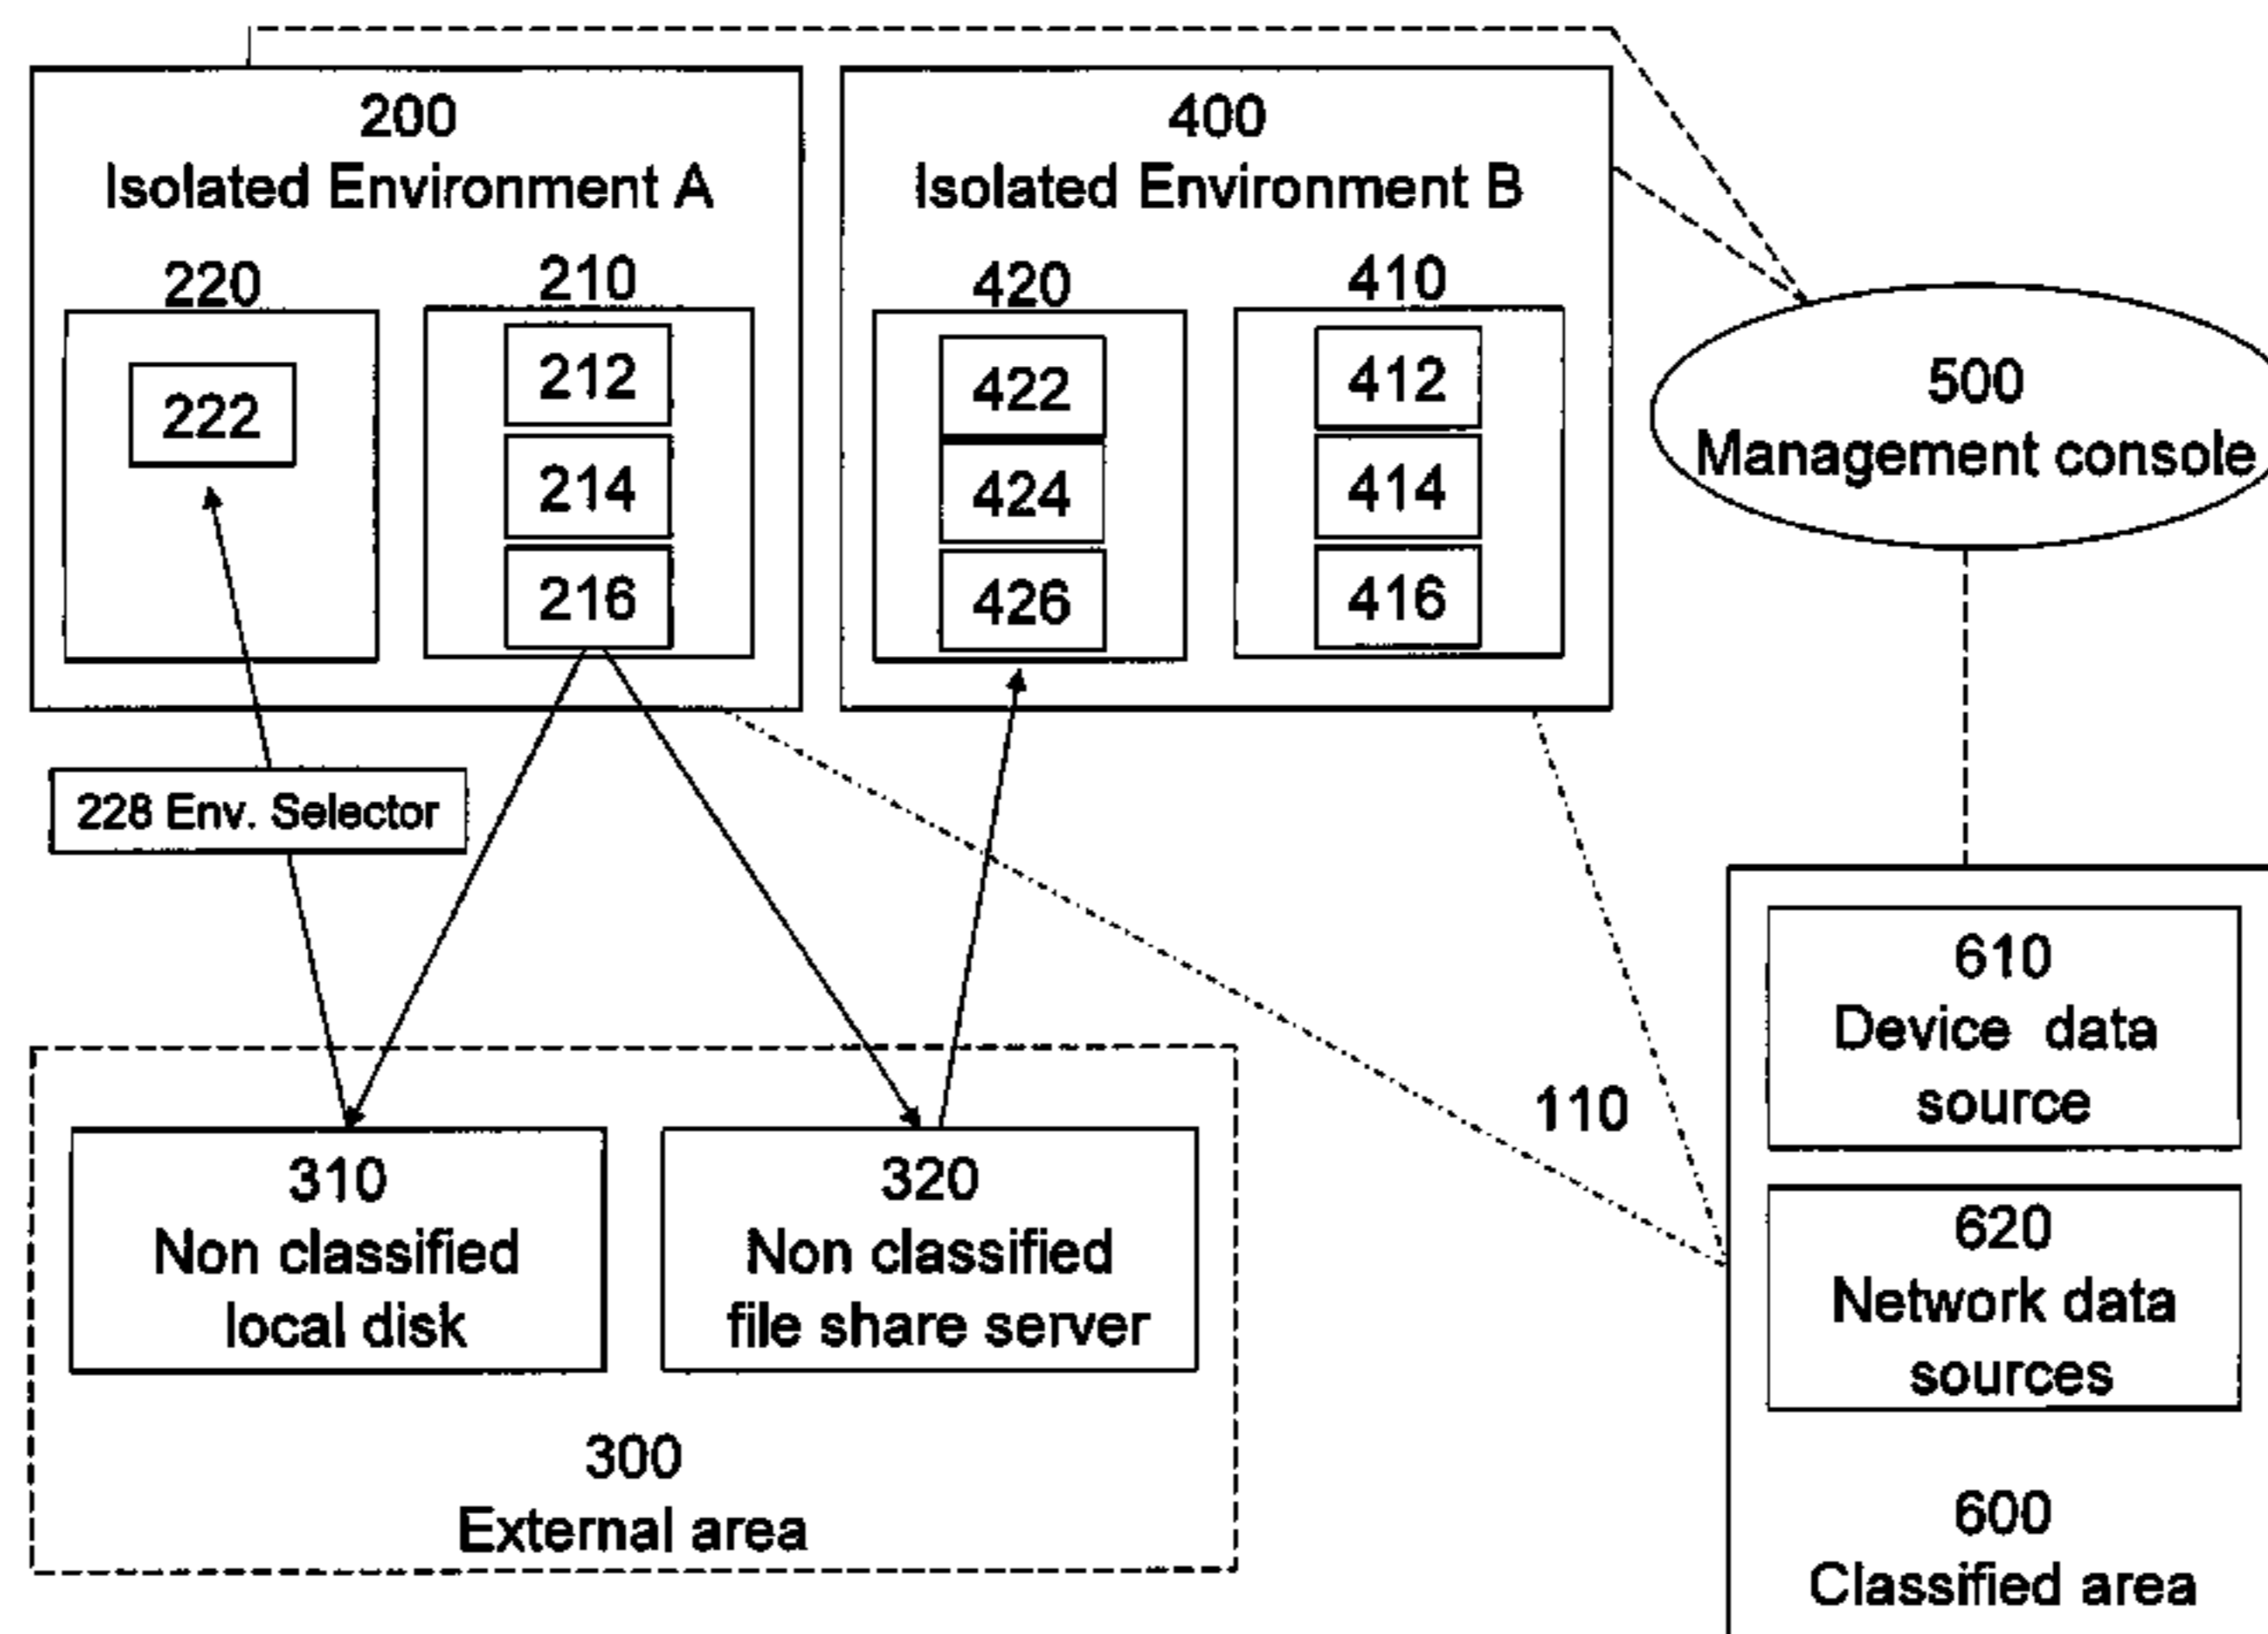 200
Isolated Environment A
220
210
222
212
214
216
400
Isolated Environment B
420
410
422
424
426
412
414
416
500
Management console
228 Env. Selector
110
310
Non classified
local disk
320
Non classified
file share server
300
External area
610
Device data
source
620
Network data
sources
600
Classified area